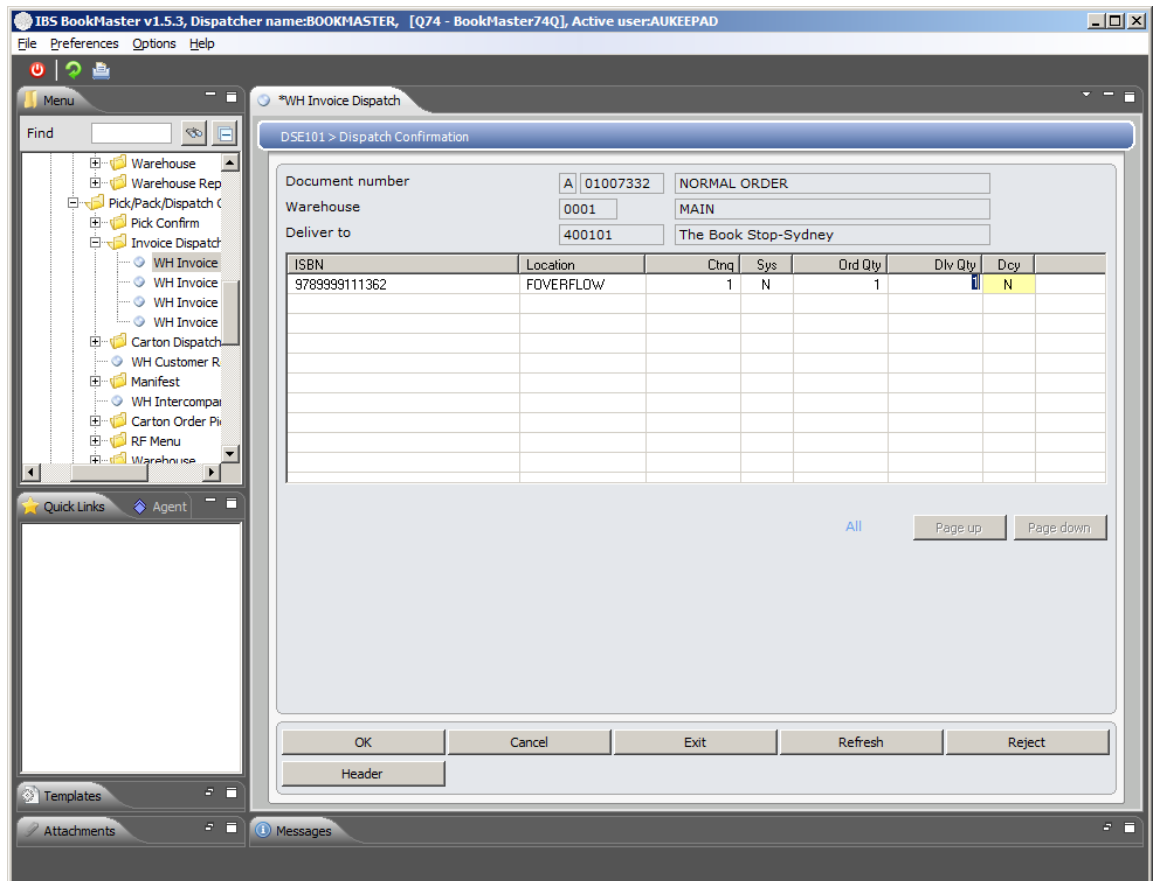 IBS BookMaster v1.5.3, Dispatcher name:BOOKMASTER, [Q74 - BookMaster74Q], Active user:AUKEEPAD
File Preferences Options Help
Menu
Find
Warehouse
Warehouse Rep
Pick/Pack/Dispatch
Pick Confirm
Invoice Dispatch
WH Invoice
WH Invoice
WH Invoice
WH Invoice
Carton Dispatch
WH Customer R
Manifest
WH Intercompa
Carton Order Pi
RF Menu
Warehouse
Quick Links Agent
Templates
Attachments
*WH Invoice Dispatch
DSE101 > Dispatch Confirmation
Document number A 01007332 NORMAL ORDER
Warehouse 0001 MAIN
Deliver to 400101 The Book Stop-Sydney
ISBN Location Ctnq Sys Ord Qty Dlv Qty Dcy
9789999111362 FOVERFLOW 1 N 1 1 N
All Page up Page down
OK Cancel Exit Refresh Reject
Header
Messages